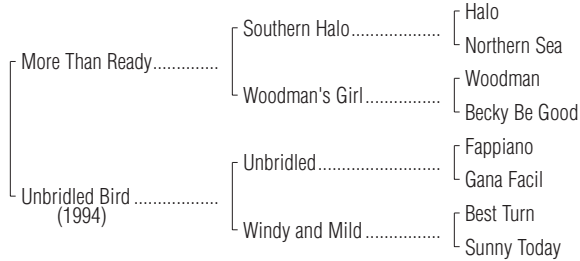 Halo
Southern Halo
Northern Sea
More Than Ready
Woodman
Woodman's Girl
Becky Be Good
Fappiano
Unbridled
Gana Facil
Unbridled Bird
(1994)
Best Turn
Windy and Mild
Sunny Today